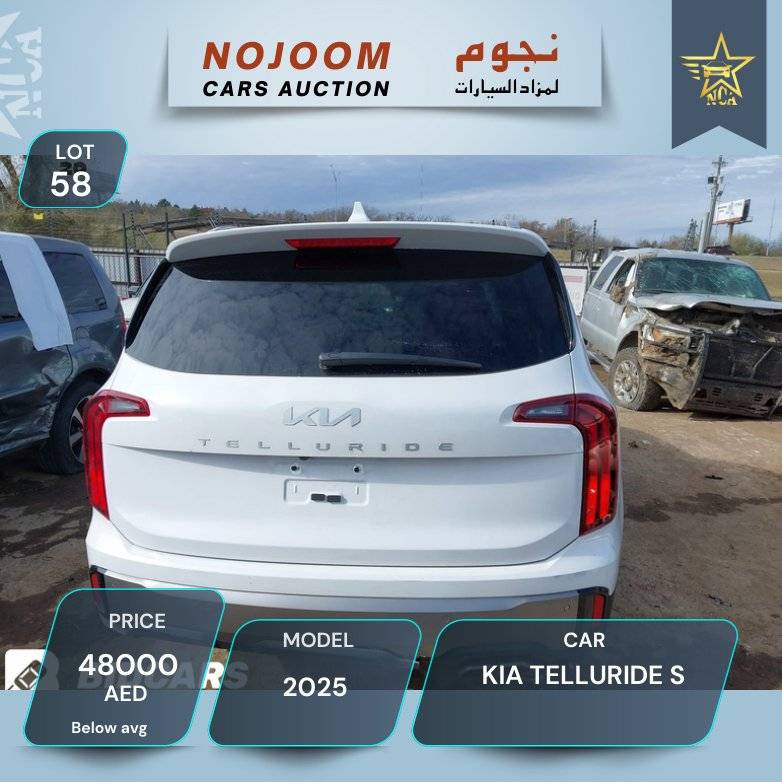 NOJOOM
CARS AUCTION
نجوم
لمزاد السيارات
NCA
NCA
LOT
58
KIA
TELLURIDE
PRICE
48000
AED
Below avg
MODEL
2025
CAR
KIA TELLURIDE S